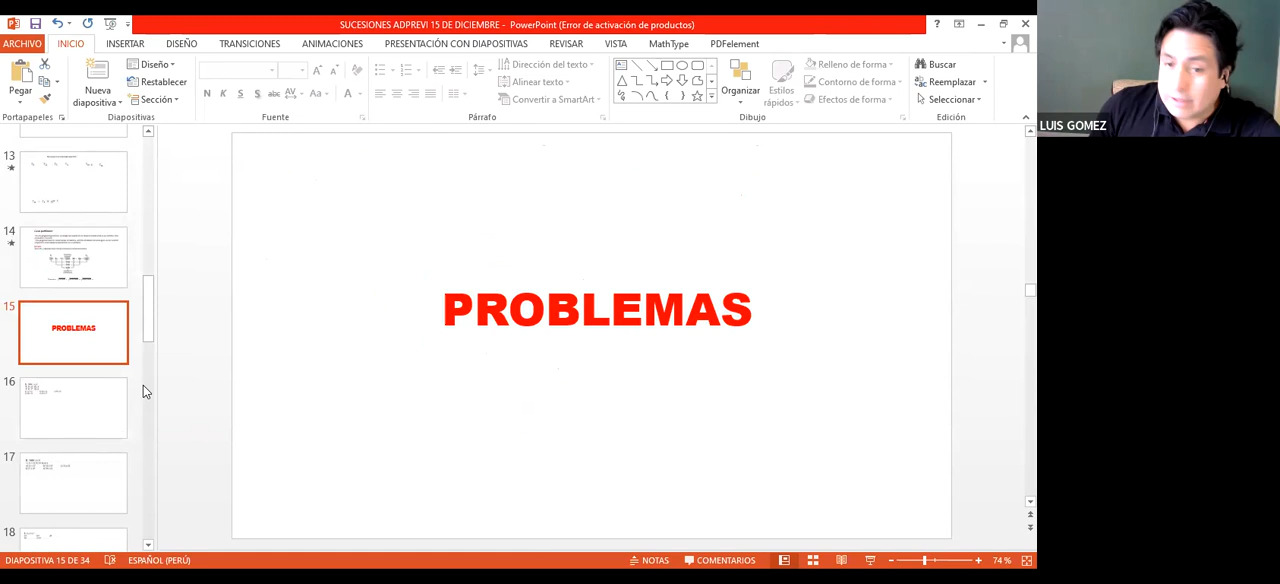 SUCESIONES ADPREVI 15 DE DICIEMBRE - PowerPoint (Error de activación de productos)
ARCHIVO INICIO INSERTAR DISEÑO TRANSICIONES ANIMACIONES PRESENTACIÓN CON DIAPOSITIVAS REVISAR VISTA MathType PDFelement
Pegar
Nueva diapositiva
Diseño
Restablecer
Sección
N K S S abc AV Aa A
Dirección del texto
Alinear texto
Convertir a SmartArt
Organizar
Estilos rápidos
Relleno de forma
Contorno de forma
Efectos de forma
Buscar
Reemplazar
Seleccionar
Portapapeles Diapositivas Fuente Párrafo Dibujo Edición
LUIS GOMEZ
13
14
15
PROBLEMAS
16
17
18
PROBLEMAS
DIAPOSITIVA 15 DE 34 ESPAÑOL (PERÚ) NOTAS COMENTARIOS 74 %